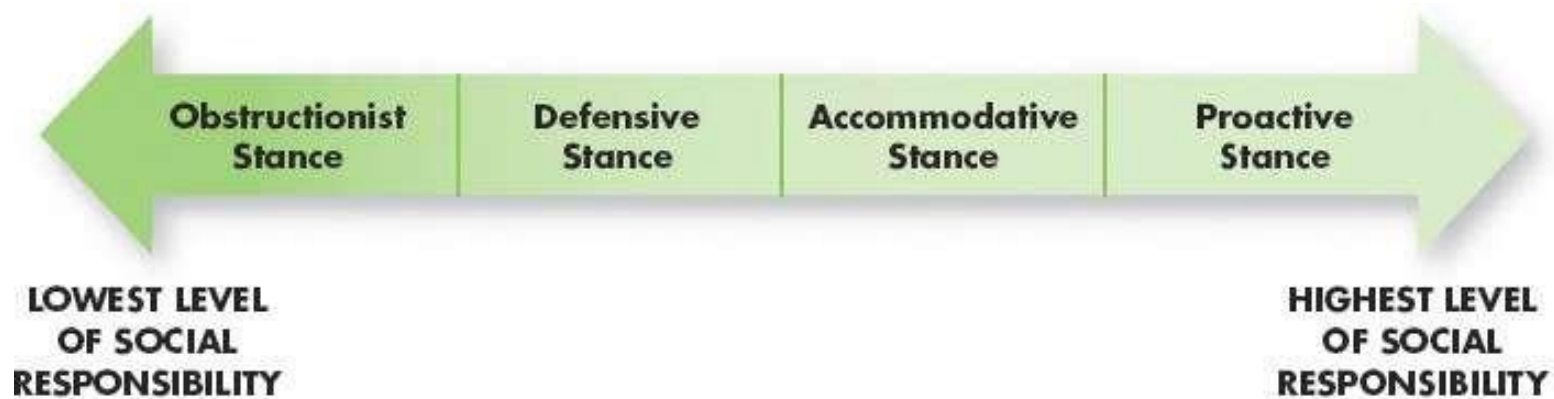 Obstructionist
Stance
Defensive
Stance
Accommodative
Stance
Proactive
Stance
LOWEST LEVEL
OF SOCIAL
RESPONSIBILITY
HIGHEST LEVEL
OF SOCIAL
RESPONSIBILITY